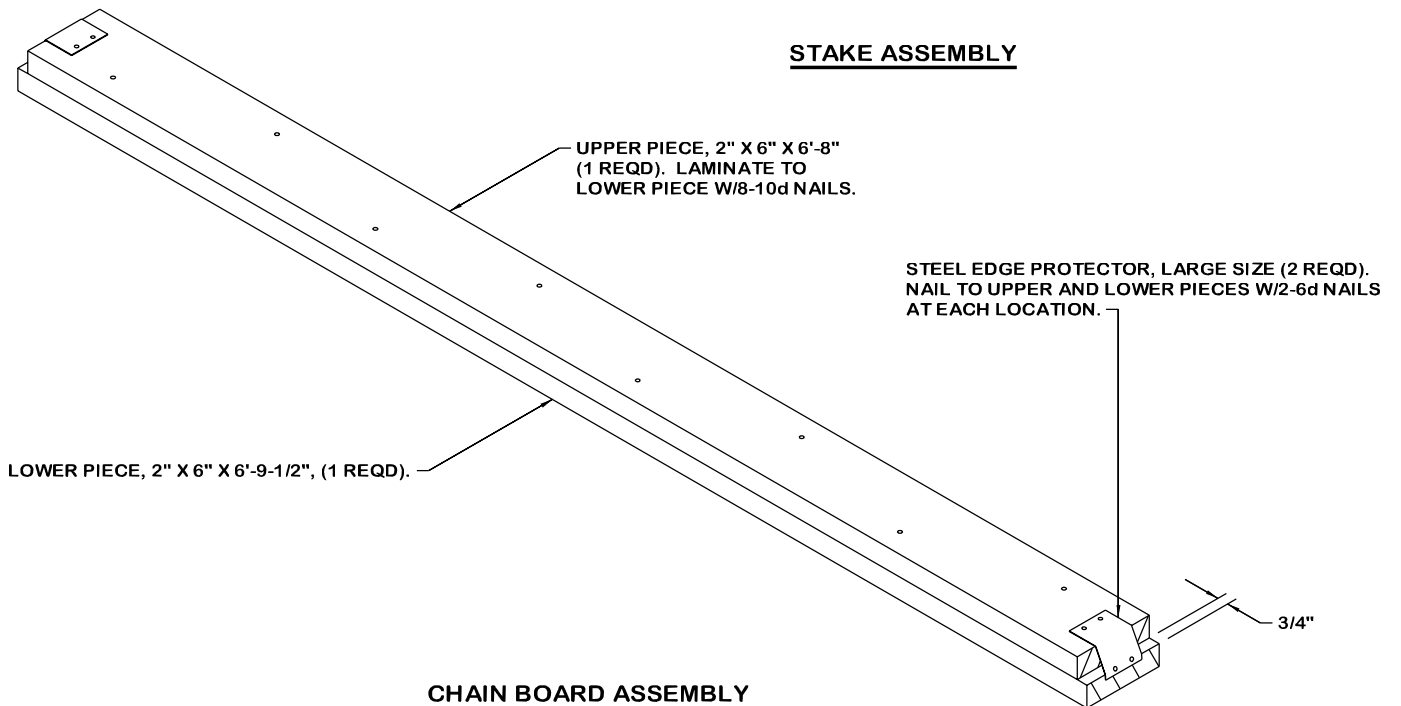 STAKE ASSEMBLY
UPPER PIECE, 2" X 6" X 6'-8"
(1 REQD). LAMINATE TO
LOWER PIECE W/8-10d NAILS.
STEEL EDGE PROTECTOR, LARGE SIZE (2 REQD).
NAIL TO UPPER AND LOWER PIECES W/2-6d NAILS
AT EACH LOCATION.
LOWER PIECE, 2" X 6" X 6'-9-1/2", (1 REQD).
3/4"
CHAIN BOARD ASSEMBLY